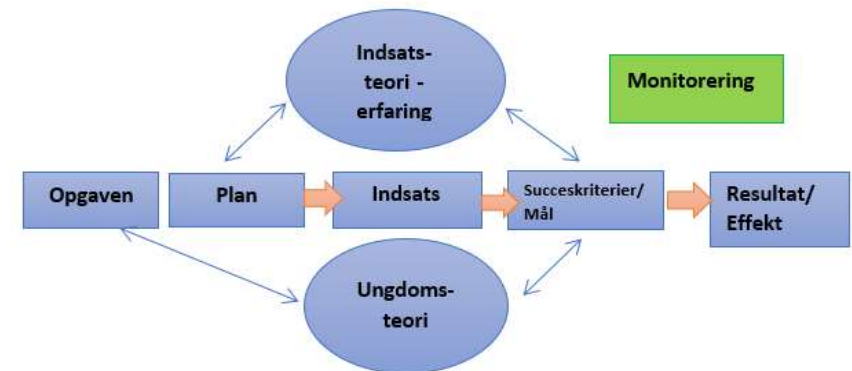 Indsats-
teori -
erfaring
Monitorering
Opgaven
Plan
Indsats
Succeskriterier/
Mål
Resultat/
Effekt
Ungdoms-
teori